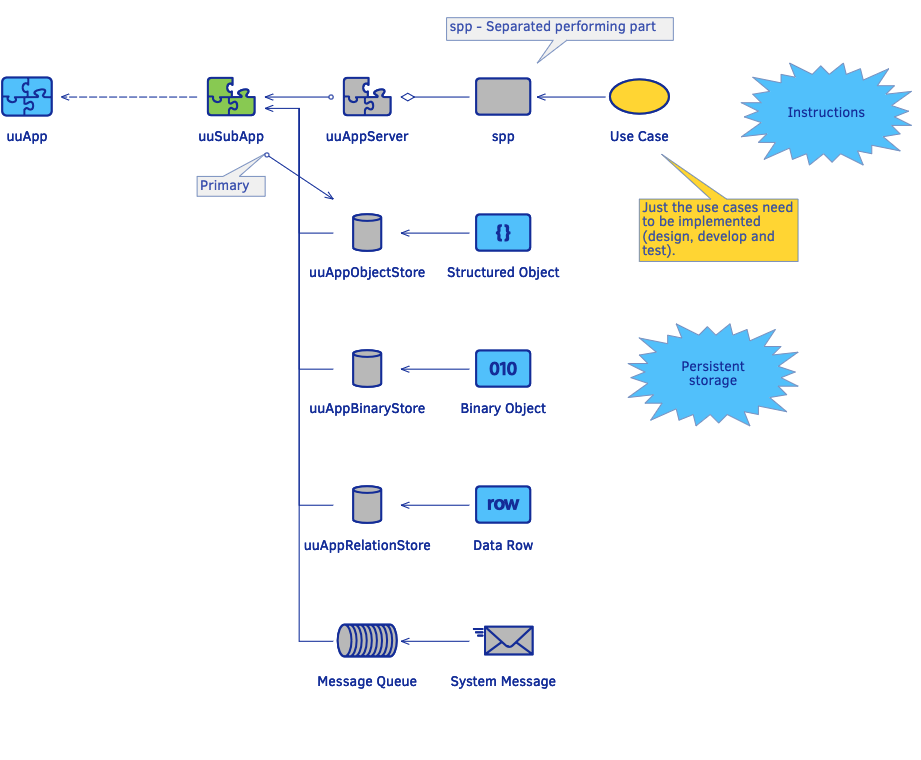 spp - Separated performing part
uuApp
uuSubApp
uuAppServer
spp
Use Case
Instructions
Primary
Just the use cases need
to be implemented
(design, develop and
test).
{}
uuAppObjectStore
Structured Object
010
uuAppBinaryStore
Binary Object
Persistent
storage
row
uuAppRelationStore
Data Row
Message Queue
System Message